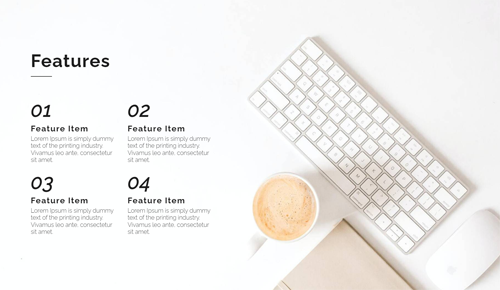 Features
01
Feature Item
Lorem Ipsum is simply dummy
text of the printing industry.
Vivamus leo ante, consectetur
sit amet.
02
Feature Item
Lorem Ipsum is simply dummy
text of the printing industry.
Vivamus leo ante, consectetur
sit amet.
03
Feature Item
Lorem Ipsum is simply dummy
text of the printing industry.
Vivamus leo ante, consectetur
sit amet.
04
Feature Item
Lorem Ipsum is simply dummy
text of the printing industry.
Vivamus leo ante, consectetur
sit amet.